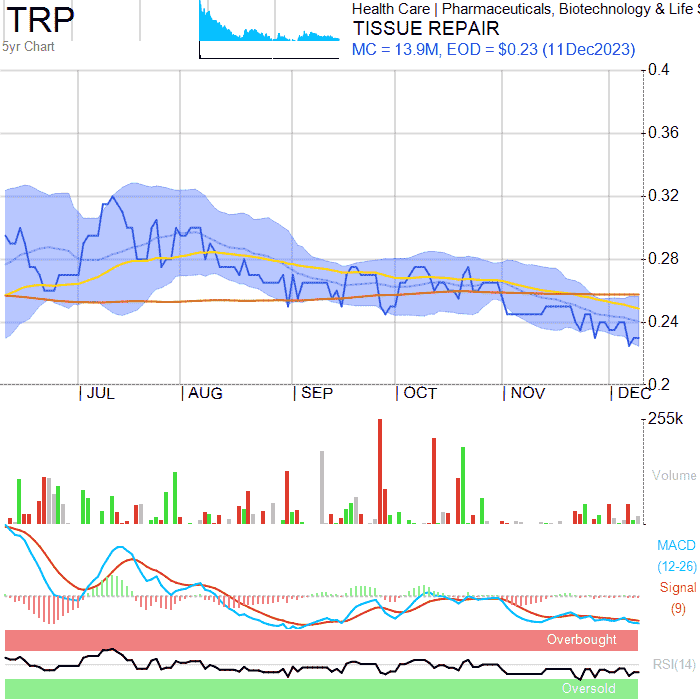 TRP
5yr Chart
Health Care | Pharmaceuticals, Biotechnology & Life
TISSUE REPAIR
MC = 13.9M, EOD = $0.23 (11Dec2023)
0.4
0.36
0.32
0.28
0.24
0.2
| JUL | AUG | SEP | OCT | NOV | DEC
255k
Volume
MACD
(12-26)
Signal
(9)
Overbought
RSI(14)
Oversold